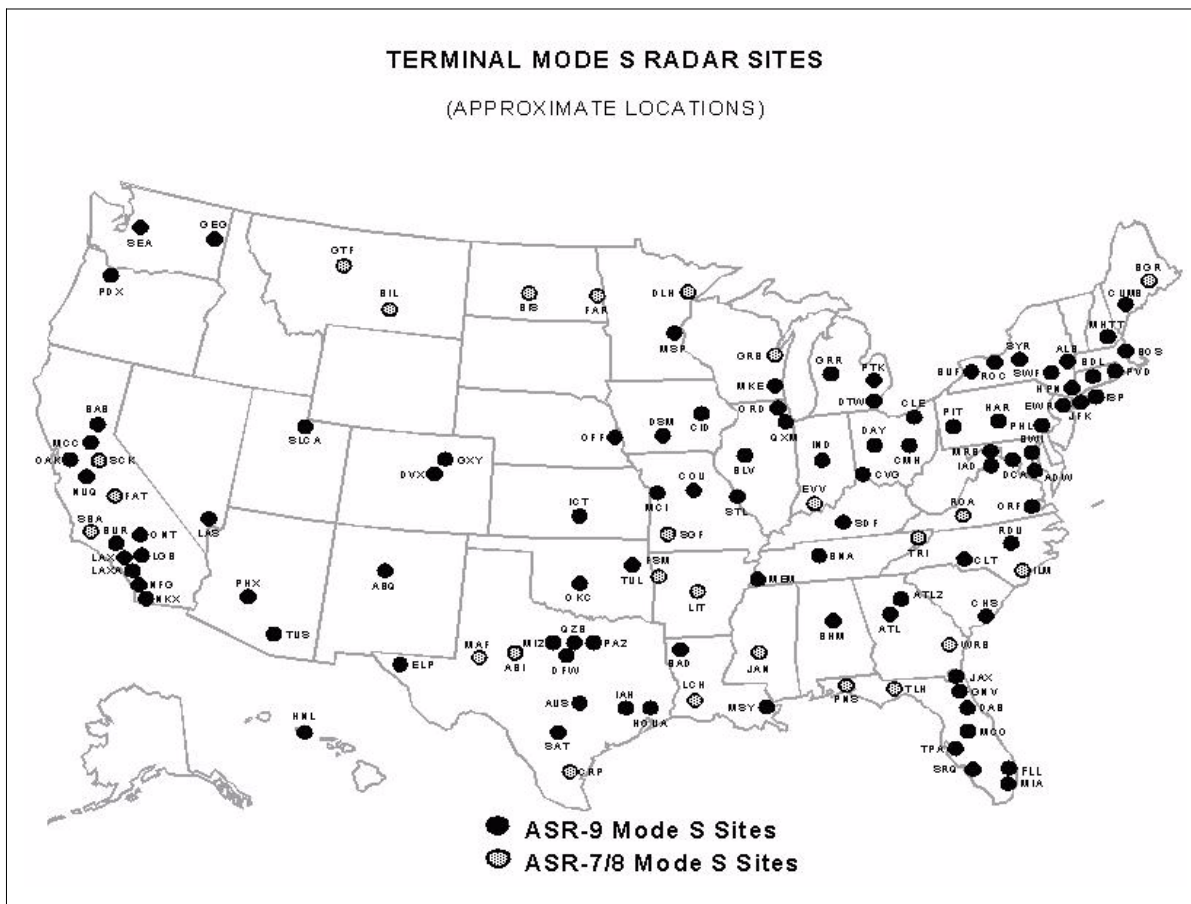 TERMINAL MODE S RADAR SITES
(APPROXIMATE LOCATIONS)
SEA
GEG
PDX
GTF
BIL
BIS
FAR
DLH
MSP
GRB
MKE
GRR
PTK
DTW
ORD
QXM
BGR
CUMB
MHTT
BOS
SYR
ALB
BDL
BUF
ROC
SWF
PVD
HPN
ISP
EWR
JFK
PIT
HAR
PHL
CLE
DAY
CMH
CVG
IND
MRB
BWI
IAD
DCA
ADW
BAB
MCC
OAK
SCK
NUQ
FAT
SBA
BUR
ONT
LAX
LGB
LAXA
NFG
NKX
LAS
SLCA
DVX
GXY
OFF
DSM
CID
BLV
STL
COU
MCI
SGF
ICT
EVV
SDF
ROA
ORF
RDU
TRI
CLT
ILM
BNA
MEM
FSM
TUL
OKC
LIT
ABQ
PHX
TUS
ELP
MAF
ABI
MIZ
QZB
PAZ
DFW
BAD
JAN
BHM
ATLZ
ATL
CHS
WRB
LCH
MSY
PNS
TLH
JAX
GNV
DAB
MCO
TPA
SRQ
FLL
MIA
AUS
IAH
HOUA
SAT
CRP
HNL
ASR-9 Mode S Sites
ASR-7/8 Mode S Sites